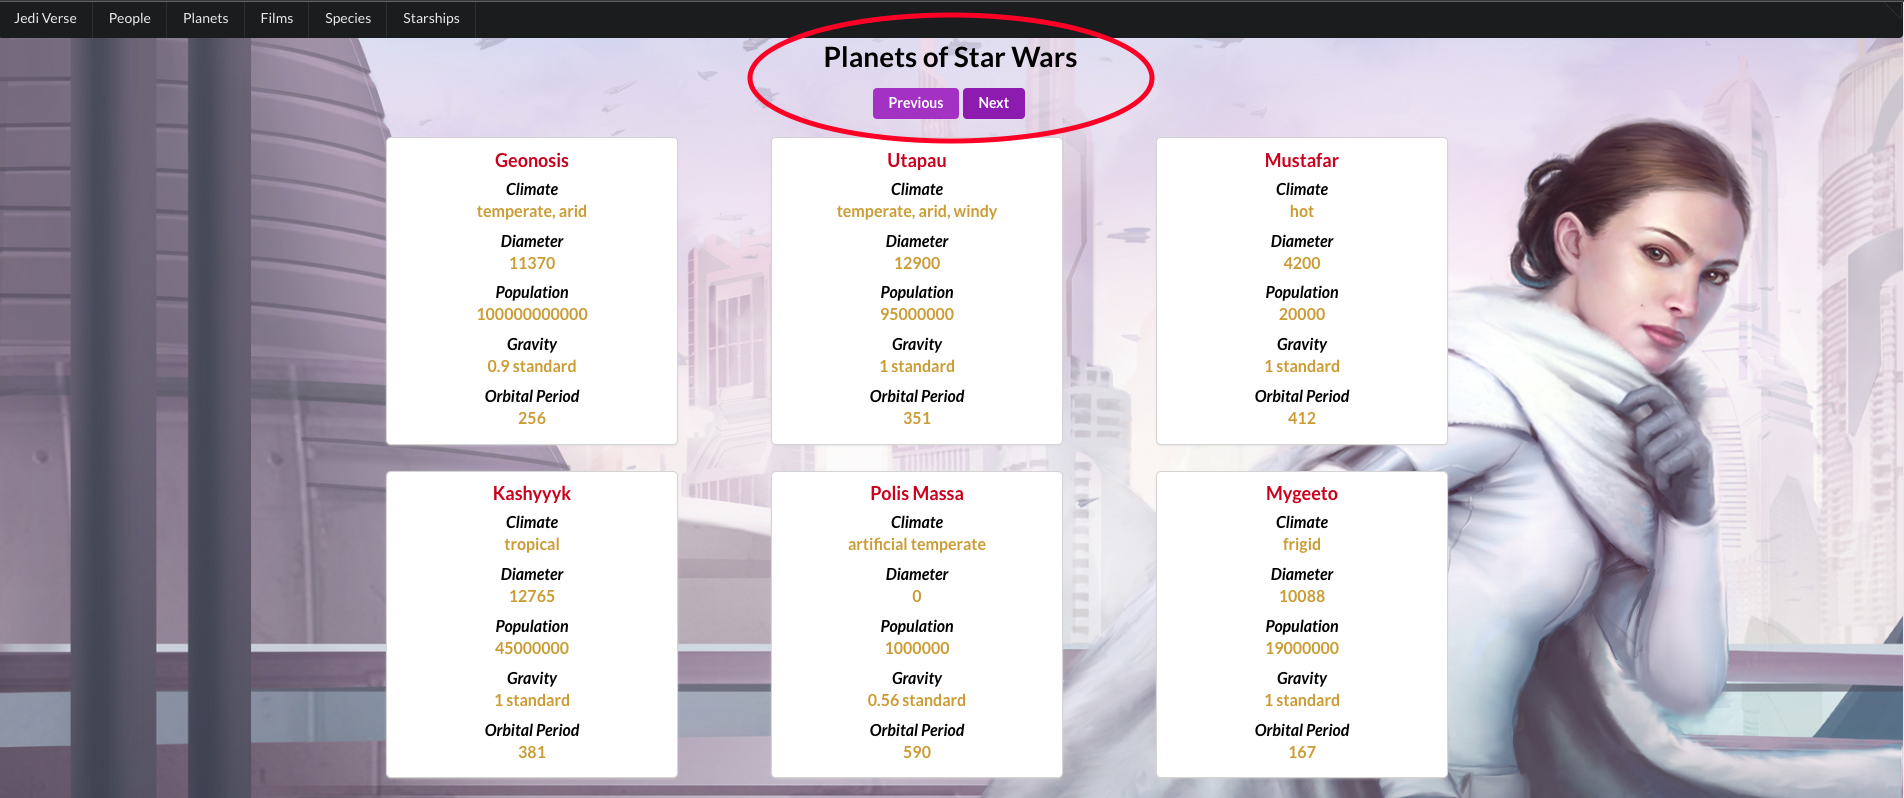 Jedi Verse People Planets Films Species Starships
Planets of Star Wars
Previous Next
Geonosis
Climate
temperate, arid
Diameter
11370
Population
100000000000
Gravity
0.9 standard
Orbital Period
256
Utapau
Climate
temperate, arid, windy
Diameter
12900
Population
95000000
Gravity
1 standard
Orbital Period
351
Mustafar
Climate
hot
Diameter
4200
Population
20000
Gravity
1 standard
Orbital Period
412
Kashyyyk
Climate
tropical
Diameter
12765
Population
45000000
Gravity
1 standard
Orbital Period
381
Polis Massa
Climate
artificial temperate
Diameter
0
Population
1000000
Gravity
0.56 standard
Orbital Period
590
Mygeeto
Climate
frigid
Diameter
10088
Population
19000000
Gravity
1 standard
Orbital Period
167